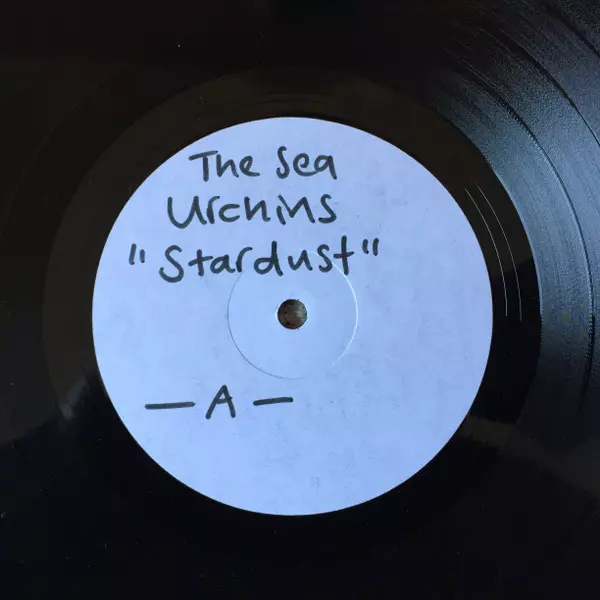 The Sea
Urchins
"Stardust"
— A —